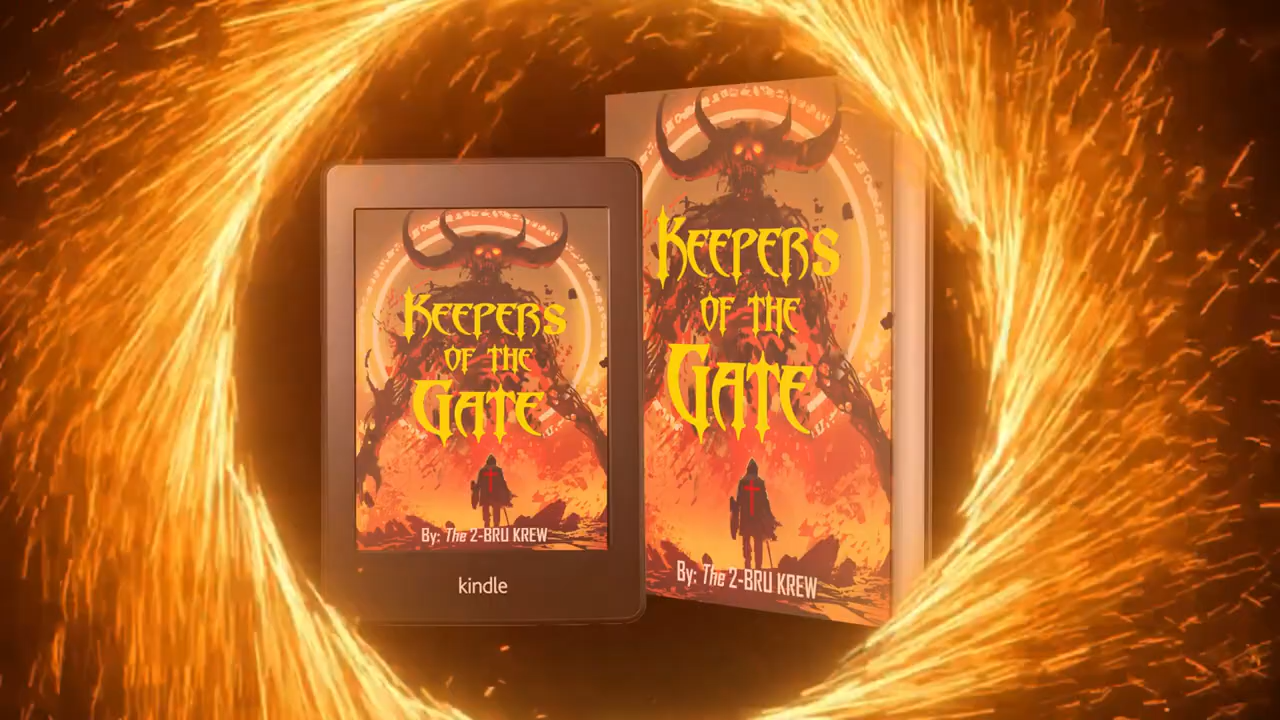 KEEPERS
OF THE
GATE
By: The 2-BRU KREW
kindle
KEEPERS
OF THE
GATE
By: The 2-BRU KREW